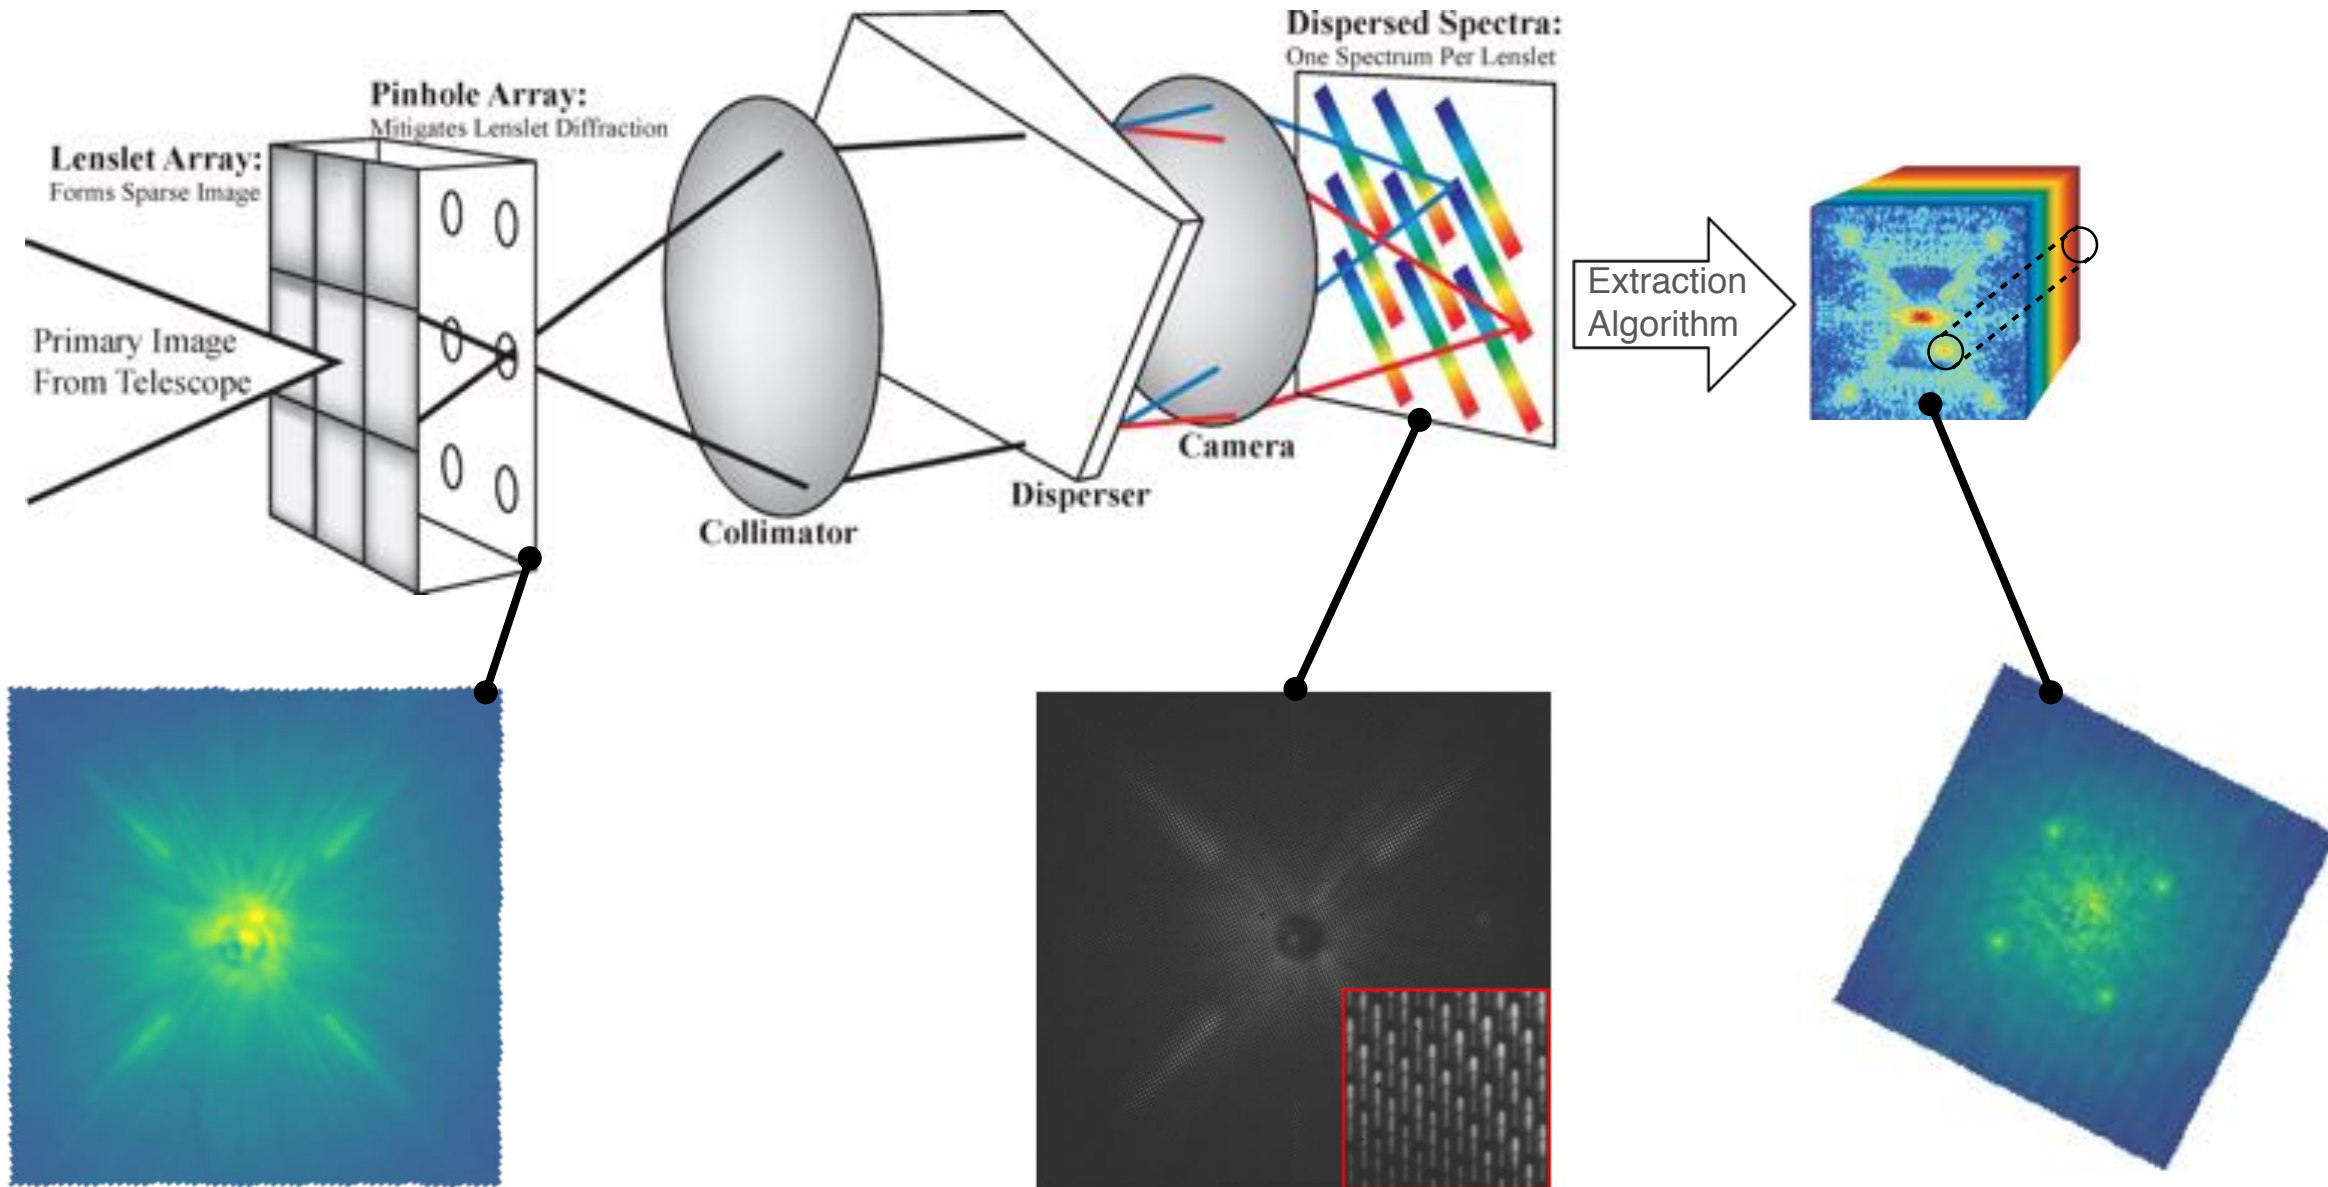 Dispersed Spectra:
One Spectrum Per Lenslet
Pinhole Array:
Mitigates Lenslet Diffraction
Lenslet Array:
Forms Sparse Image
Primary Image
From Telescope
Extraction
Algorithm
Camera
Disperser
Collimator